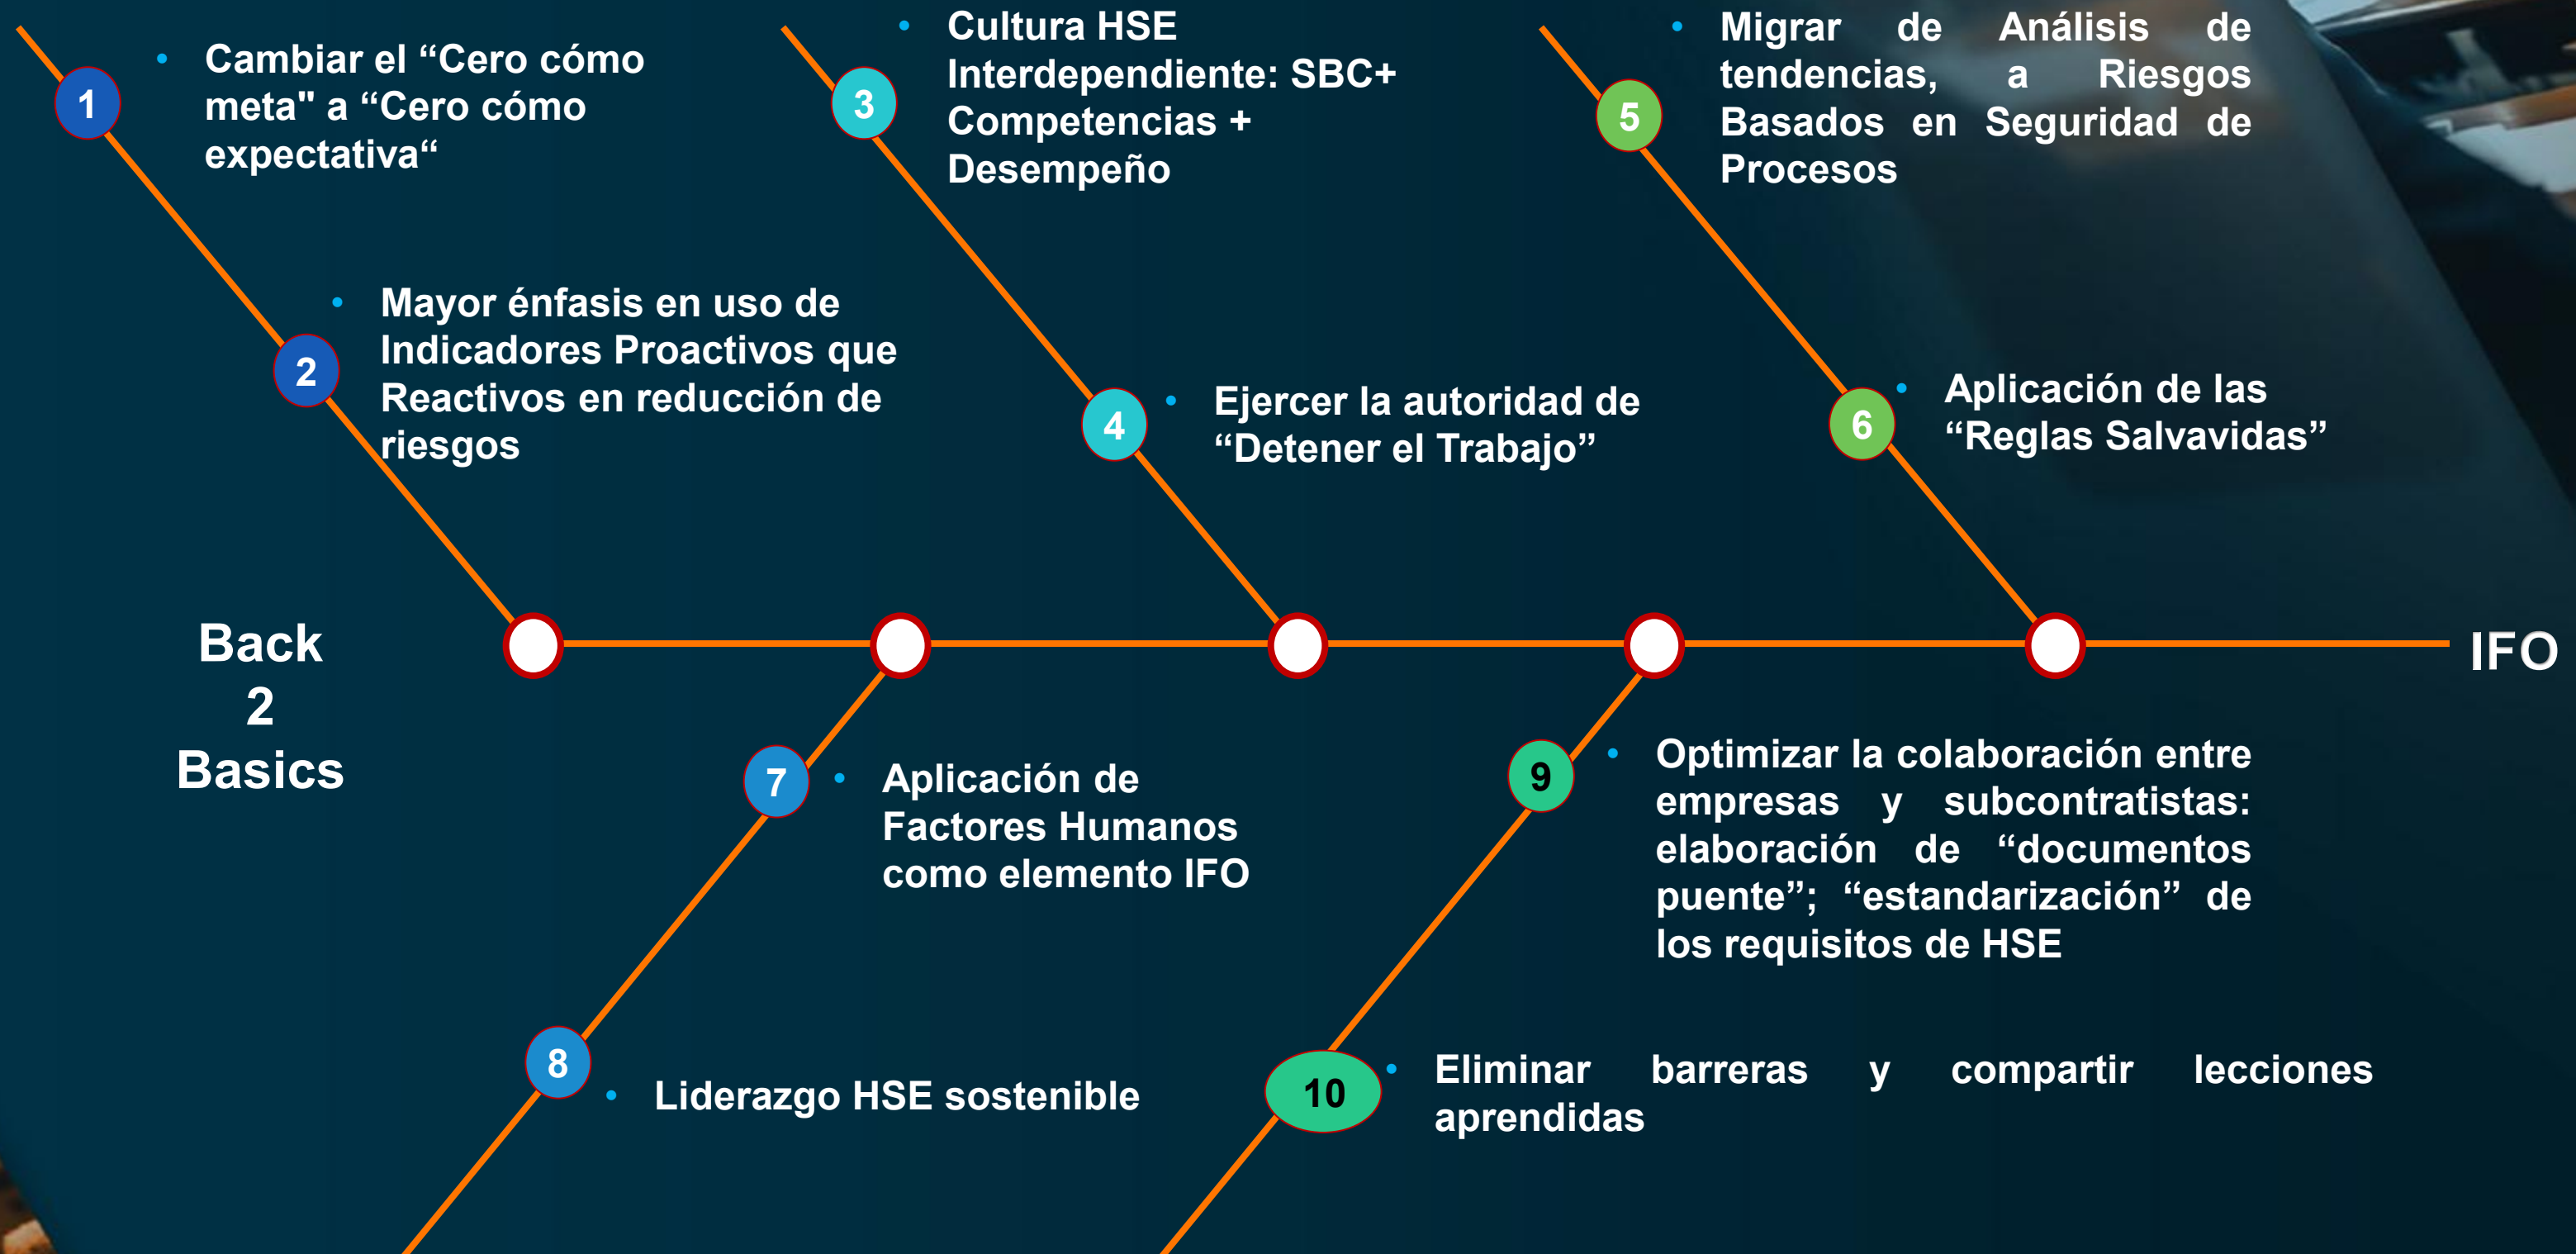 1
• Cambiar el “Cero cómo
meta" a “Cero cómo
expectativa“
2
• Mayor énfasis en uso de
Indicadores Proactivos que
Reactivos en reducción de
riesgos
3
• Cultura HSE
Interdependiente: SBC+
Competencias +
Desempeño
4
• Ejercer la autoridad de
“Detener el Trabajo”
5
• Migrar de Análisis de
tendencias, a Riesgos
Basados en Seguridad de
Procesos
6
• Aplicación de las
“Reglas Salvavidas”
Back
2
Basics
IFO
7
• Aplicación de
Factores Humanos
como elemento IFO
8
• Liderazgo HSE sostenible
9
• Optimizar la colaboración entre
empresas y subcontratistas:
elaboración de “documentos
puente”; “estandarización” de
los requisitos de HSE
10
• Eliminar barreras y compartir lecciones
aprendidas